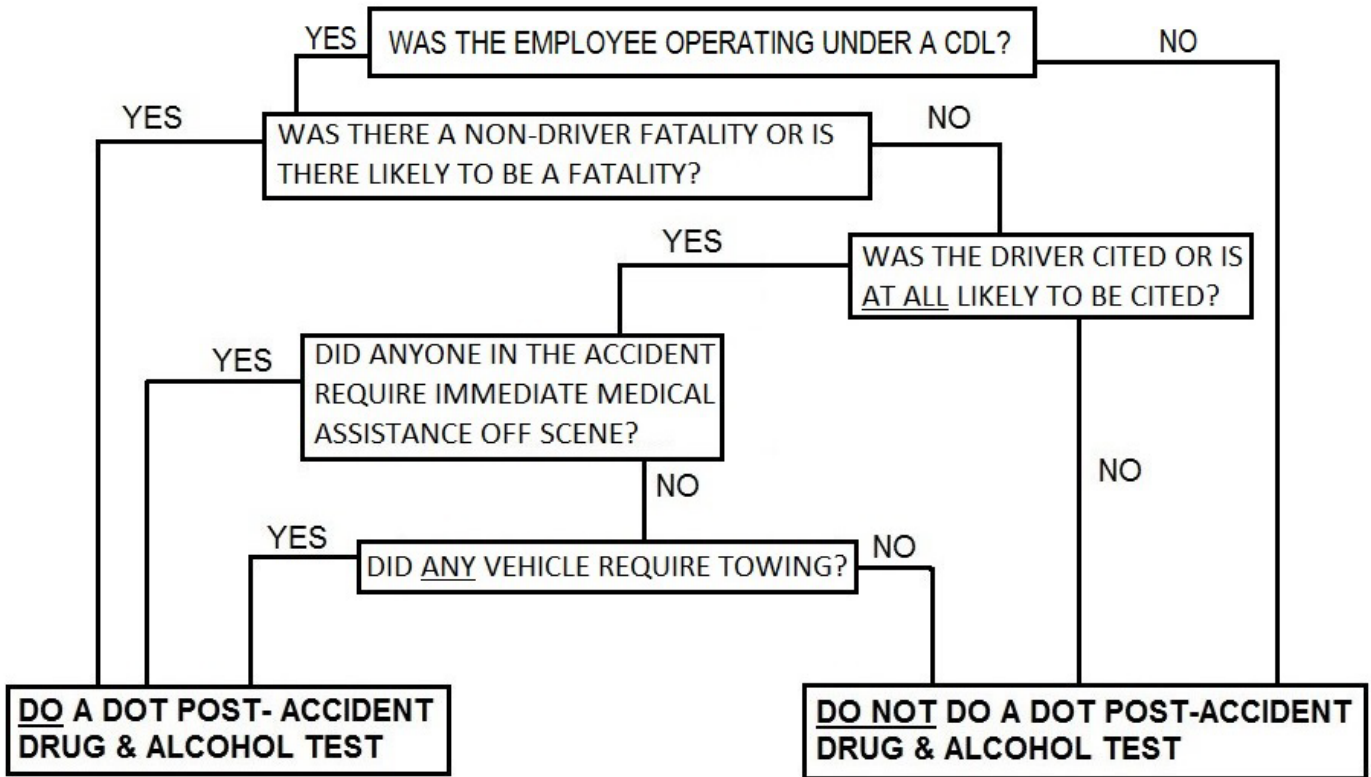 YES
WAS THE EMPLOYEE OPERATING UNDER A CDL?
NO
YES
WAS THERE A NON-DRIVER FATALITY OR IS
THERE LIKELY TO BE A FATALITY?
NO
YES
WAS THE DRIVER CITED OR IS
AT ALL LIKELY TO BE CITED?
YES
DID ANYONE IN THE ACCIDENT
REQUIRE IMMEDIATE MEDICAL
ASSISTANCE OFF SCENE?
NO
NO
YES
DID ANY VEHICLE REQUIRE TOWING?
NO
DO A DOT POST- ACCIDENT
DRUG & ALCOHOL TEST
DO NOT DO A DOT POST-ACCIDENT
DRUG & ALCOHOL TEST